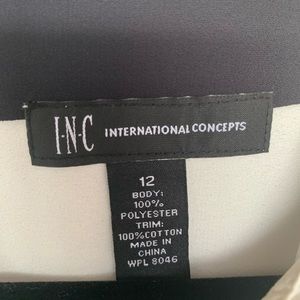 I·N·C INTERNATIONAL CONCEPTS
12
BODY:
100%
POLYESTER
TRIM:
100%COTTON
MADE IN
CHINA
WPL 8046